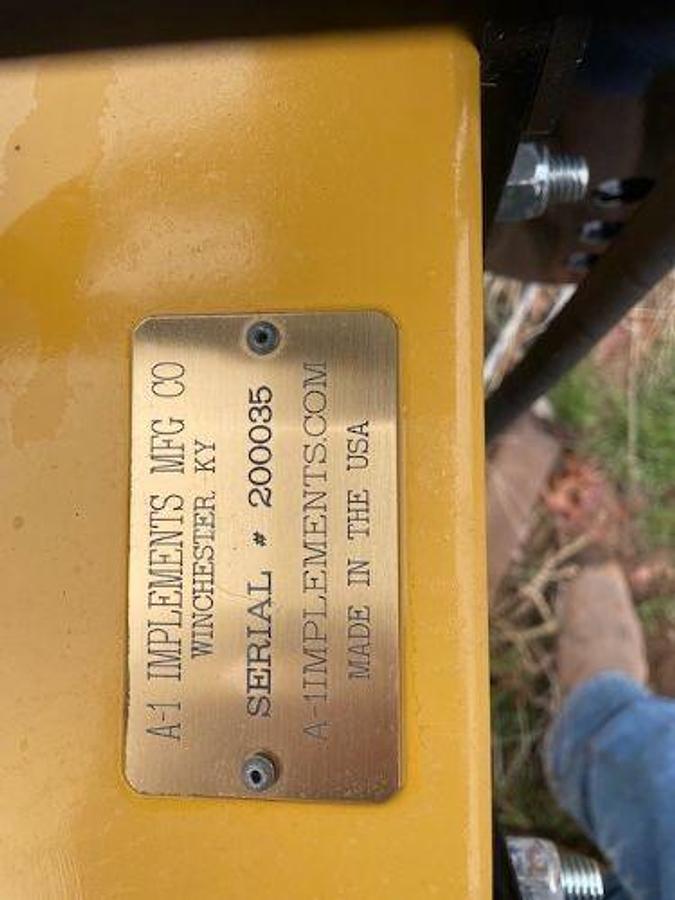 A-1 IMPLEMENTS MFG CO
WINCHESTER KY
SERIAL # 200035
A-1IMPLEMENTS.COM
MADE IN THE USA